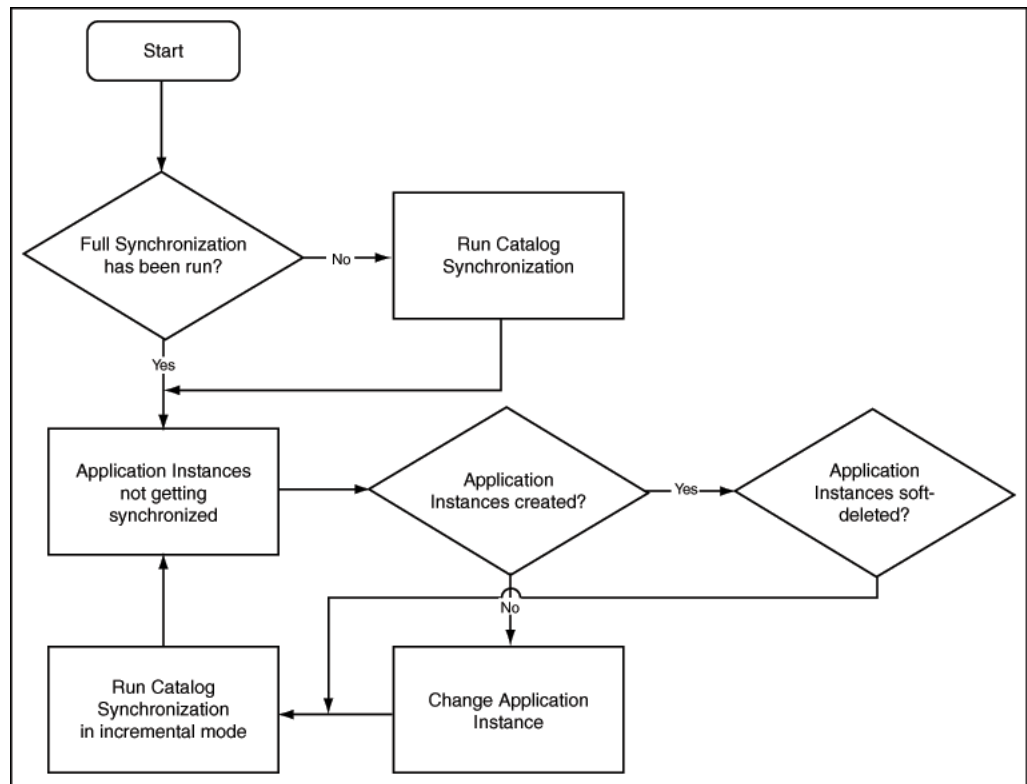 Start
Full Synchronization
has been run?
No
Run Catalog
Synchronization
Yes
Application Instances
not getting
synchronized
Application
Instances created?
Yes
Application
Instances soft-
deleted?
No
Run Catalog
Synchronization
in incremental mode
Change Application
Instance